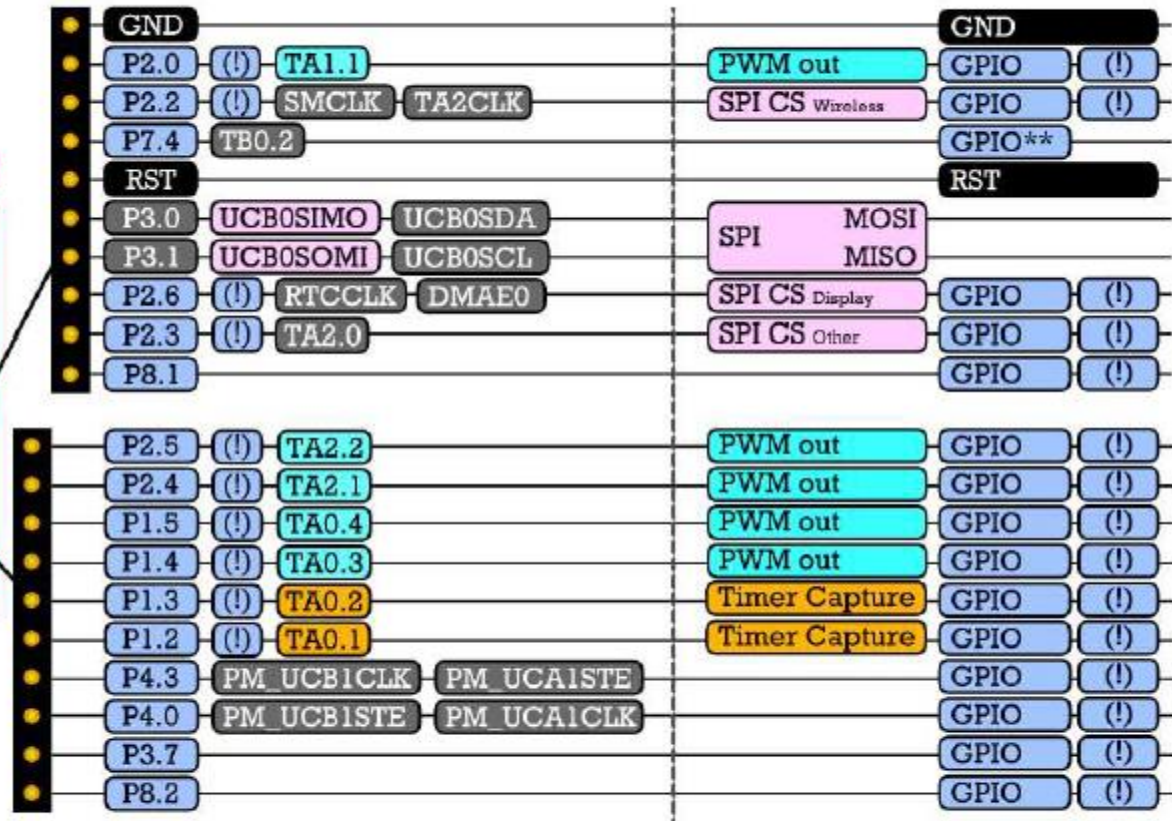 GND GND
P2.0 (!) TA1.1 PWM out GPIO (!)
P2.2 (!) SMCLK TA2CLK SPI CS Wireless GPIO (!)
P7.4 TB0.2 GPIO**
RST RST
P3.0 UCB0SIMO UCB0SDA SPI MOSI
P3.1 UCB0SOMI UCB0SCL MISO
P2.6 (!) RTCCLK DMAE0 SPI CS Display GPIO (!)
P2.3 (!) TA2.0 SPI CS Other GPIO (!)
P8.1 GPIO (!)
P2.5 (!) TA2.2 PWM out GPIO (!)
P2.4 (!) TA2.1 PWM out GPIO (!)
P1.5 (!) TA0.4 PWM out GPIO (!)
P1.4 (!) TA0.3 PWM out GPIO (!)
P1.3 (!) TA0.2 Timer Capture GPIO (!)
P1.2 (!) TA0.1 Timer Capture GPIO (!)
P4.3 PM_UCB1CLK PM_UCA1STE GPIO (!)
P4.0 PM_UCB1STE PM_UCA1CLK GPIO (!)
P3.7 GPIO (!)
P8.2 GPIO (!)